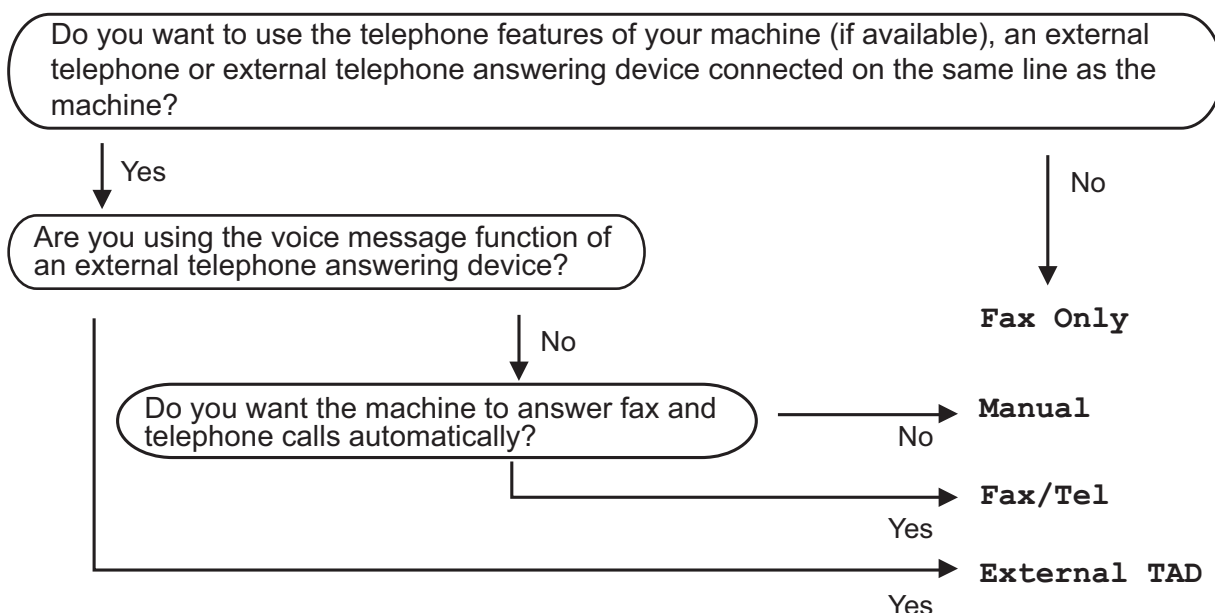 Do you want to use the telephone features of your machine (if available), an external
telephone or external telephone answering device connected on the same line as the
machine?
Yes
No
Are you using the voice message function of
an external telephone answering device?
Fax Only
No
Do you want the machine to answer fax and
telephone calls automatically?
Manual
No
Fax/Tel
Yes
External TAD
Yes